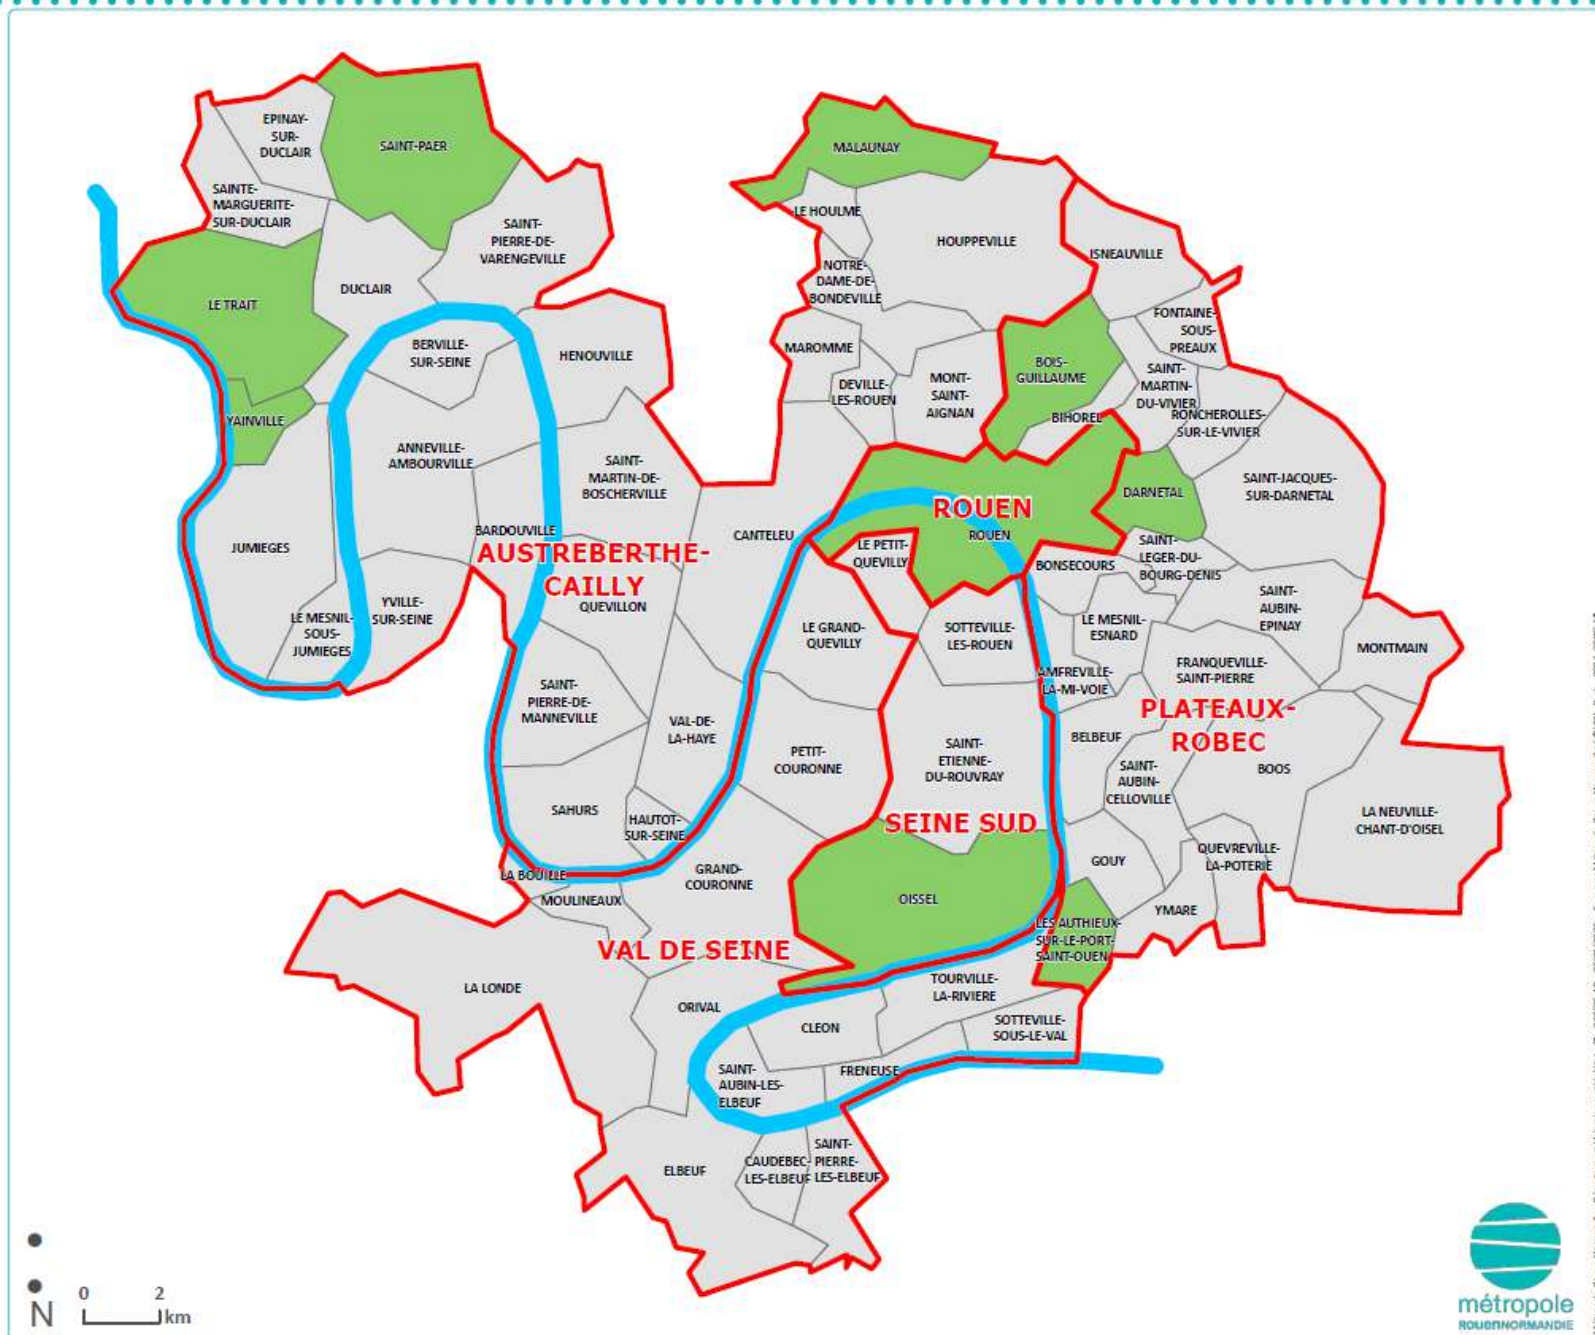 EPINAY-
SUR-
DUCLAIR
SAINT-PAER
SAINTE-
MARGUERITE-
SUR-DUCLAIR
SAINT-
PIERRE-DE-
VARENGEVILLE
LE TRAIT
DUCLAIR
BERVILLE-
SUR-SEINE
HENOUVILLE
YAINVILLE
ANNEVILLE-
AMBOURVILLE
SAINT-
MARTIN-DE-
BOSCHERVILLE
BARDOUVILLE
JUMIEGES
AUSTREBERTHE-
CAILLY
QUEVILLON
LE MESNIL-
SOUS-
JUMIEGES
YVILLE-
SUR-SEINE
SAINT-
PIERRE-DE-
MANNEVILLE
VAL-DE-
LA-HAYE
SAHURS
HAUTOT-
SUR-SEINE
CANTELEU
MALAUNAY
LE HOULME
HOUPPEVILLE
NOTRE-
DAME-DE-
BONDEVILLE
MAROMME
DEVILLE-
LES-ROUEN
MONT-
SAINT-
AIGNAN
ISNEAUVILLE
FONTAINE-
SOUS-
PREAUX
BOIS-
GUILLAUME
BIHOREL
SAINT-
MARTIN-
DU-VIVIER
RONCHEROLLES-
SUR-LE-VIVIER
SAINT-JACQUES-
SUR-DARNETAL
DARNETAL
ROUEN
ROUEN
LE PETIT-
QUEVILLY
BONSECOURS
SAINT-
LEGER-DU-
BOURG-DENIS
SAINT-
AUBIN-
EPINAY
LE GRAND-
QUEVILLY
SOTTEVILLE-
LES-ROUEN
LE MESNIL-
ESNARD
MONTMAIN
AMFREVILLE-
LA-MI-VOIE
FRANQUEVILLE-
SAINT-PIERRE
PLATEAUX-
ROBEC
BELBEUF
PETIT-
COURONNE
SAINT-
ETIENNE-
DU-ROUVRAY
SAINT-
AUBIN-
CELLOVILLE
BOOS
LA NEUVILLE-
CHANT-D'OISEL
SEINE SUD
GOUY
QUEVREVILLE-
LA-POTERIE
YMARE
OISSEL
LES AUTHIEUX-
SUR-LE-PORT-
SAINT-OUEN
LA BOUILLE
MOULINEAUX
GRAND-
COURONNE
VAL DE SEINE
LA LONDE
ORIVAL
CLEON
TOURVILLE-
LA-RIVIERE
SOTTEVILLE-
SOUS-LE-VAL
SAINT-
AUBIN-LES-
ELBEUF
FRENEUSE
ELBEUF
CAUDEBEC-
LES-ELBEUF
SAINT-
PIERRE-
LES-ELBEUF
N
0 2
km
métropole
ROUENNORMANDIE